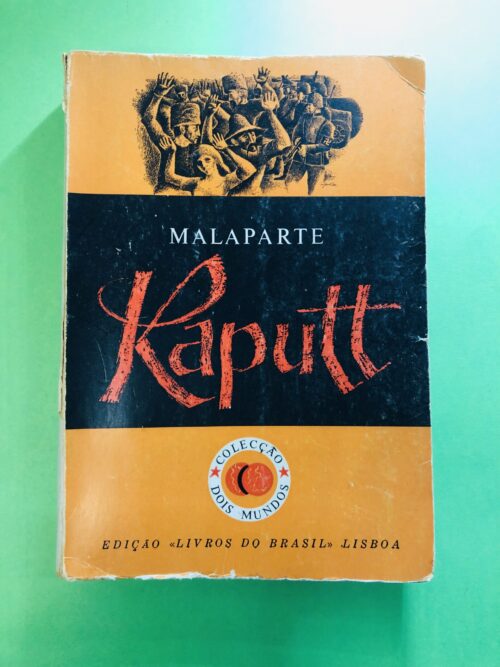 MALAPARTE
Kaputt
COLECÇÃO
DOIS MUNDOS
EDIÇÃO «LIVROS DO BRASIL» LISBOA